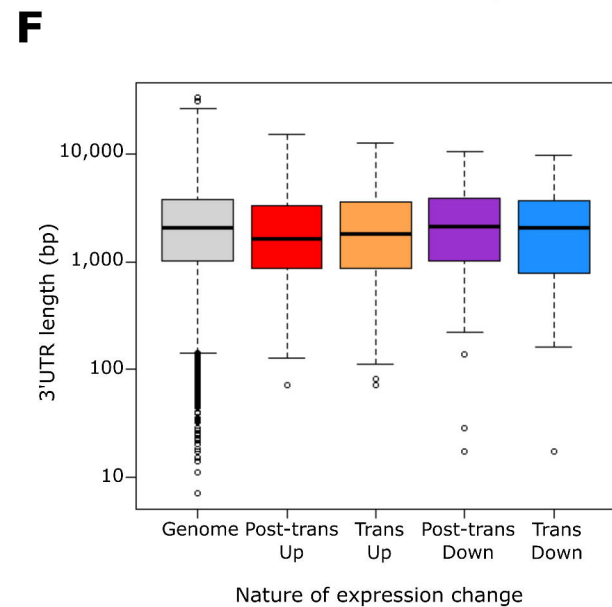 F
3'UTR length (bp)
10,000
1,000
100
10
Genome Post-trans Trans Post-trans Trans
Up Up Down Down
Nature of expression change